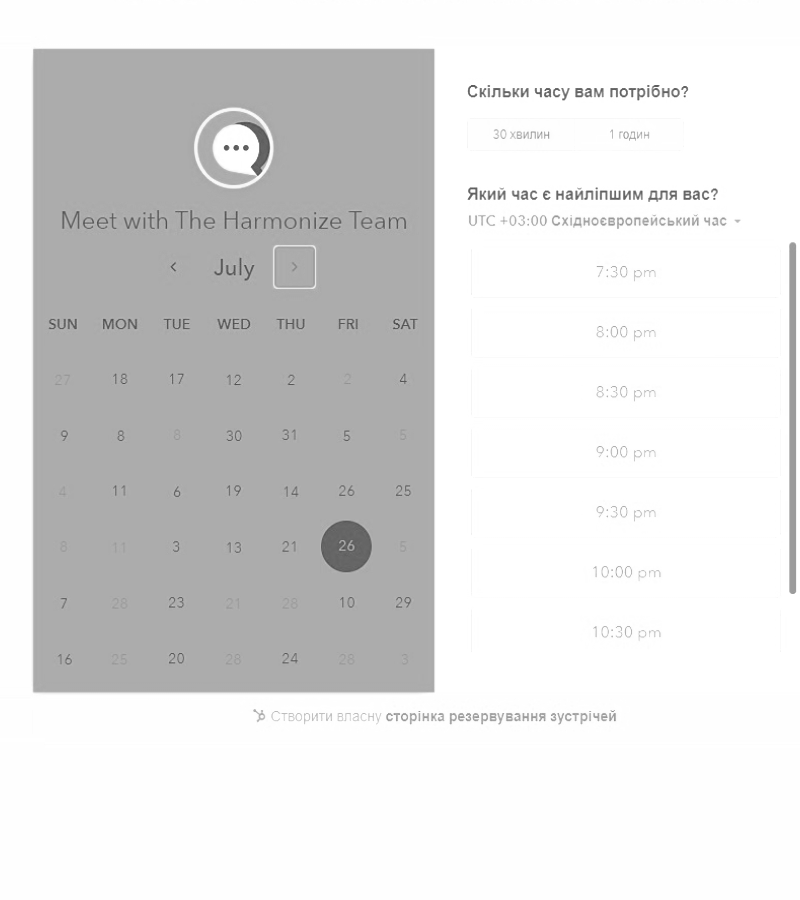 Meet with The Harmonize Team
July
SUN MON TUE WED THU FRI SAT
27 18 17 12 2 2 4
9 8 8 30 31 5 5
4 11 6 19 14 26 25
8 11 3 13 21 26 5
7 28 23 21 28 10 29
16 25 20 28 24 28 3
Скільки часу вам потрібно?
30 хвилин 1 годин
Який час є найліпшим для вас?
UTC +03:00 Східноєвропейський час
7:30 pm
8:00 pm
8:30 pm
9:00 pm
9:30 pm
10:00 pm
10:30 pm
Створити власну сторінка резервування зустрічей